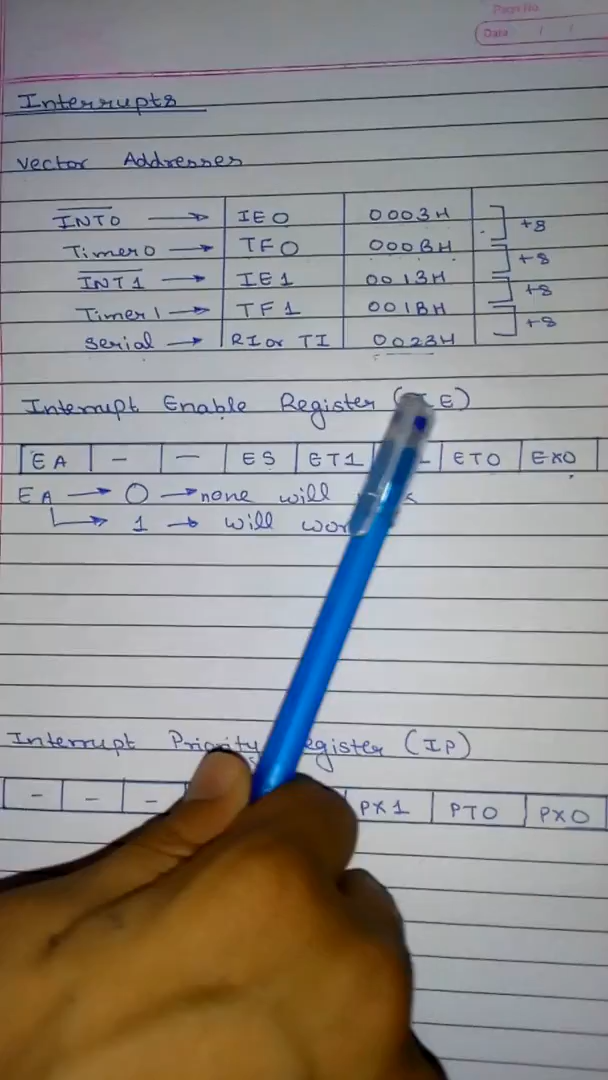 Page No.
Date / /
Interrupts
Vector Addresses
INT0 → IE0 0003H
+8
Timer0 → TF0 000BH
+8
INT1 → IE1 0013H
+8
Timer1 → TF1 001BH
+8
Serial → RI or TI 0023H
Interrupt Enable Register E)
EA - - ES ET1 ET0 EX0
EA → 0 → none will
→ 1 → will
Interrupt Register (IP)
- - - PX1 PT0 PX0